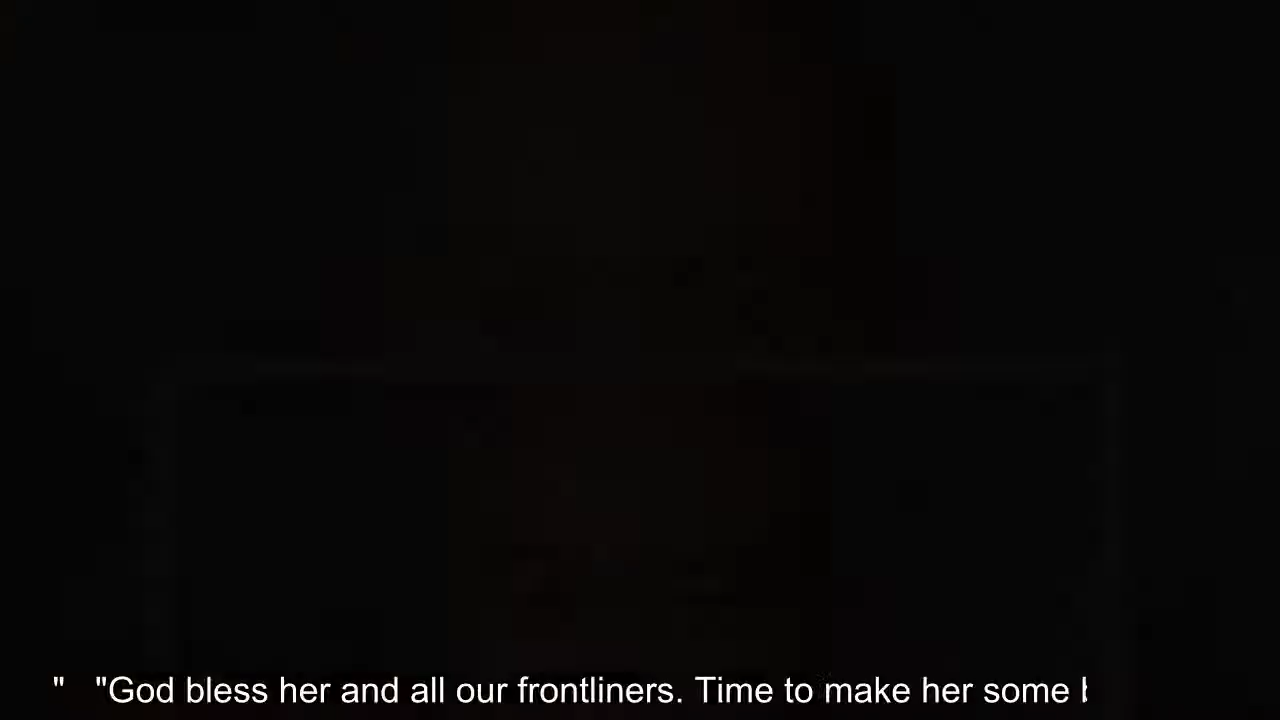 " "God bless her and all our frontliners. Time to make her some